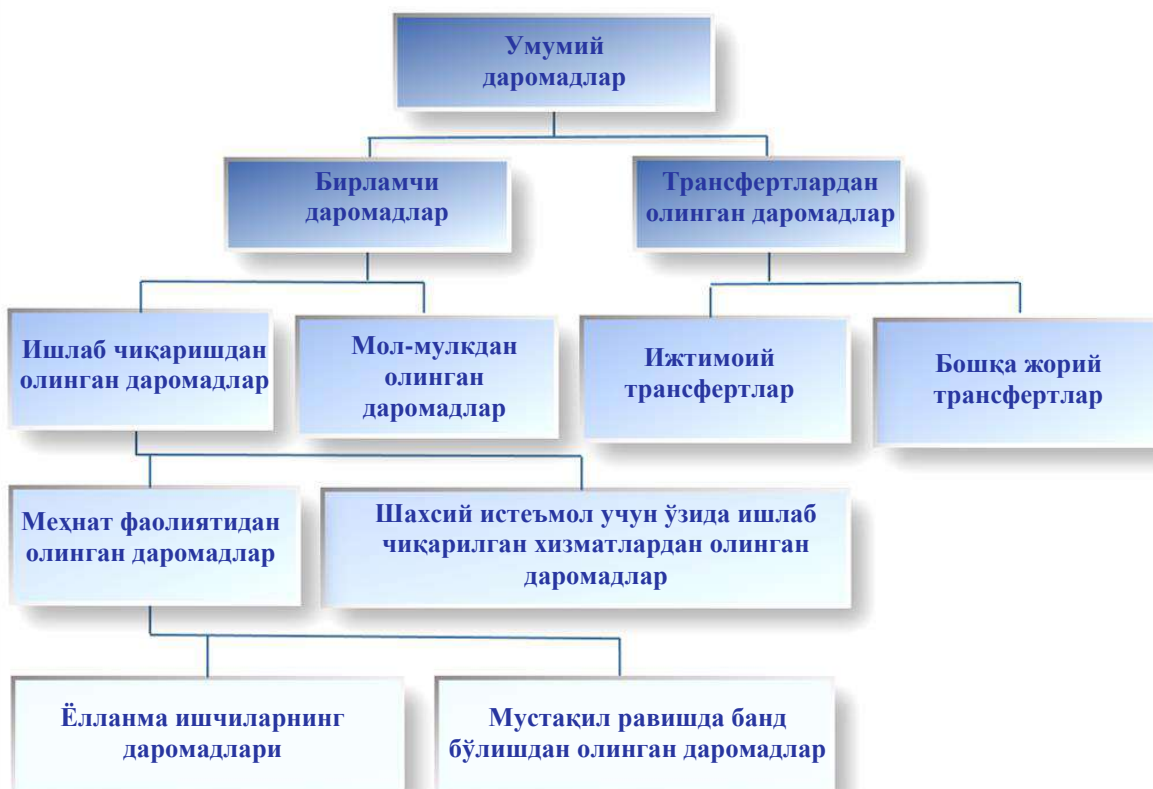 Умумий
даромадлар
Бирламчи
даромадлар
Трансфертлардан
олинган даромадлар
Ишлаб чиқаришдан
олинган даромадлар
Мол-мулкдан
олинган
даромадлар
Ижтимоий
трансфертлар
Бошқа жорий
трансфертлар
Меҳнат фаолиятидан
олинган даромадлар
Шахсий истеъмол учун ўзида ишлаб
чиқарилган хизматлардан олинган
даромадлар
Ёлланма ишчиларнинг
даромадлари
Мустақил равишда банд
бўлишдан олинган даромадлар